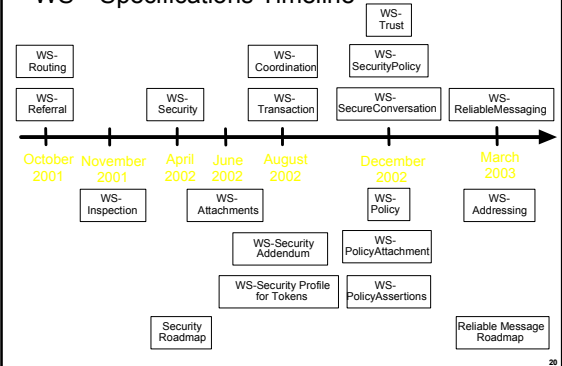 WS - Specifications Timeline
WS-
Trust
WS-
Routing
WS-
Coordination
WS-
SecurityPolicy
WS-
Referral
WS-
Security
WS-
Transaction
WS-
SecureConversation
WS-
ReliableMessaging
October
2001
November
2001
April
2002
June
2002
August
2002
December
2002
March
2003
WS-
Inspection
WS-
Attachments
WS-
Policy
WS-
Addressing
WS-Security
Addendum
WS-
PolicyAttachment
WS-Security Profile
for Tokens
WS-
PolicyAssertions
Security
Roadmap
Reliable Message
Roadmap
20